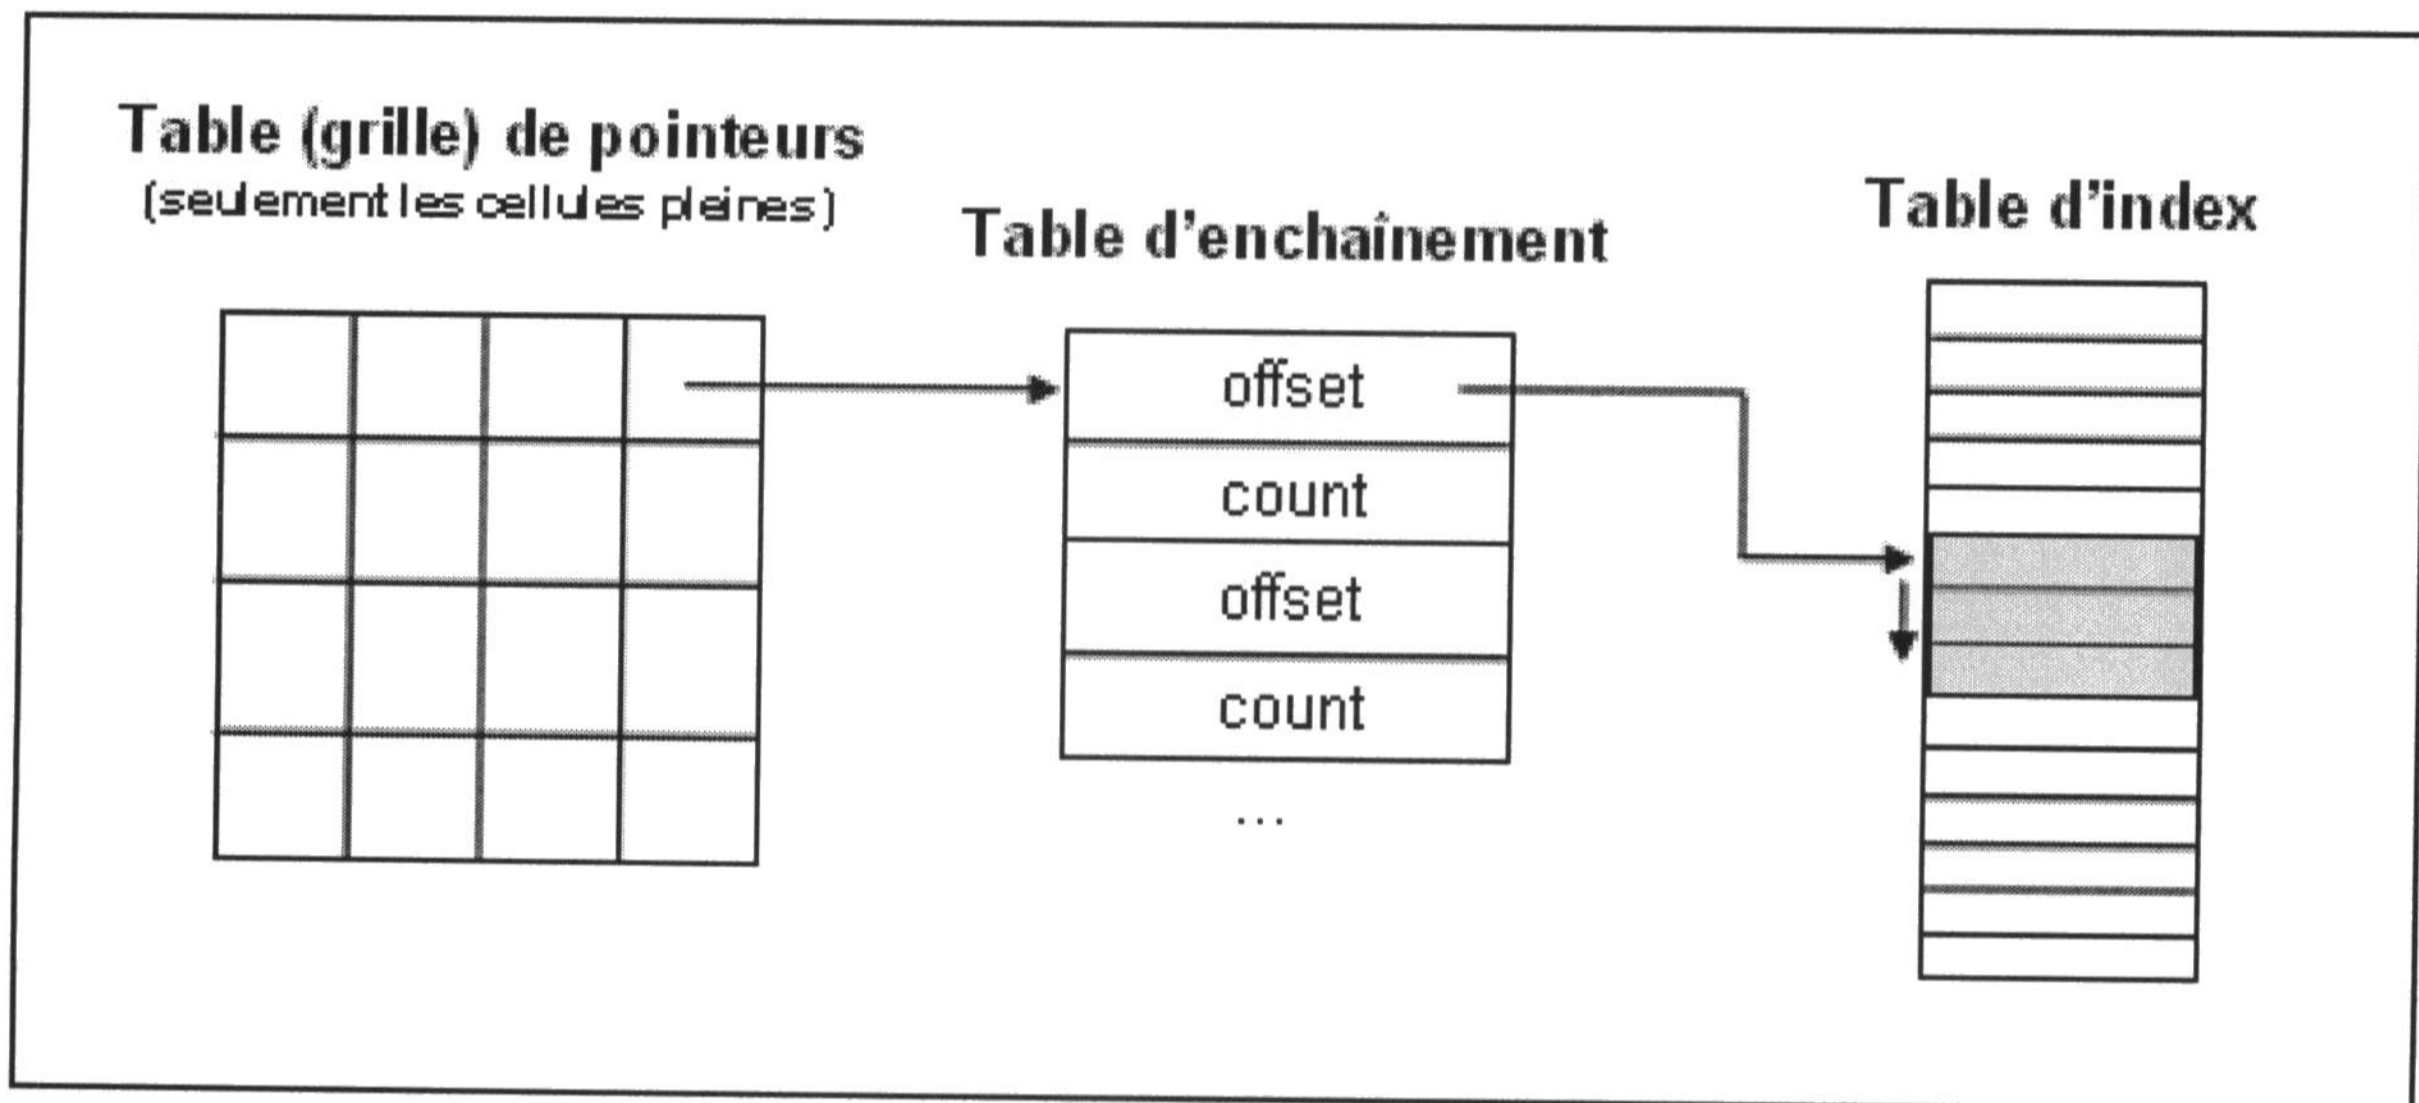 Table (grille) de pointeurs
(seulement les cellules pleines)
Table d'enchaînement
Table d'index
offset
count
offset
count
...